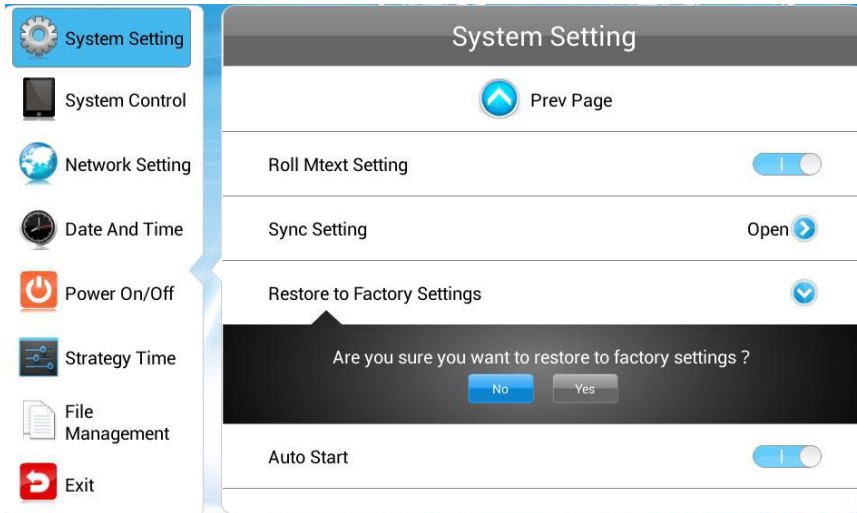 System Setting
System Control
Network Setting
Date And Time
Power On/Off
Strategy Time
File
Management
Exit
System Setting
Prev Page
Roll Mtext Setting
Sync Setting
Open
Restore to Factory Settings
Are you sure you want to restore to factory settings ?
No
Yes
Auto Start